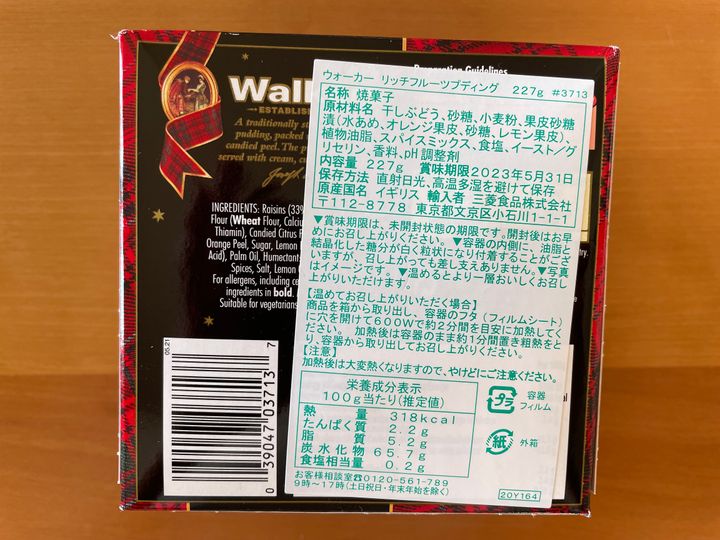 Wal
ESTABLIS
A traditionally s
pudding, packed
candied peel. The p
served with cream, c
INGREDIENTS: Raisins (33%
Flour (Wheat Flour, Calciu
Thiamin), Candied Citrus F
Orange Peel, Sugar, Lemon
Acid), Palm Oil, Humectant
Spices, Salt, Lemon
For allergens, including ce
ingredients in bold.
Suitable for vegetarians
05.21
0 39047 03713 7
Preparation Guidelines
ウォーカー リッチフルーツプディング 227g #3713
名称 焼菓子
原材料名 干しぶどう、砂糖、小麦粉、果皮砂糖
漬(水あめ、オレンジ果皮、砂糖、レモン果皮)、
植物油脂、スパイスミックス、食塩、イースト/グ
リセリン、香料、pH調整剤
内容量 227g 賞味期限2023年5月31日
保存方法 直射日光、高温多湿を避けて保存
原産国名 イギリス 輸入者 三菱食品株式会社
〒112-8778 東京都文京区小石川1-1-1
▼賞味期限は、未開封状態の期限です。開封後はお早
めにお召し上がりください。▼容器の内側に、油脂と
結晶化した糖分が白く粒状になり付着することがござ
いますが、召し上がっても差し支えありません。▼写真
はイメージです。▼温めるとより一層おいしくお召し
上がりいただけます。
【温めてお召し上がりいただく場合】
商品を箱から取り出し、容器のフタ(フィルムシート)
に穴を開けて600Wで約2分間を目安に加熱してく
ださい。加熱後は容器のまま約1分間置き粗熱をと
り、容器から取り出してお召し上がりください。
【注意】
加熱後は大変熱くなりますので、やけどにご注意ください。
栄養成分表示
100g当たり(推定値)
熱量 318kcal
たんぱく質 2.2g
脂質 5.2g
炭水化物 65.7g
食塩相当量 0.2g
お客様相談室☎0120-561-789
9時～17時(土日祝日・年末年始を除く)
プラ 容器
フィルム
紙 外箱
20Y164